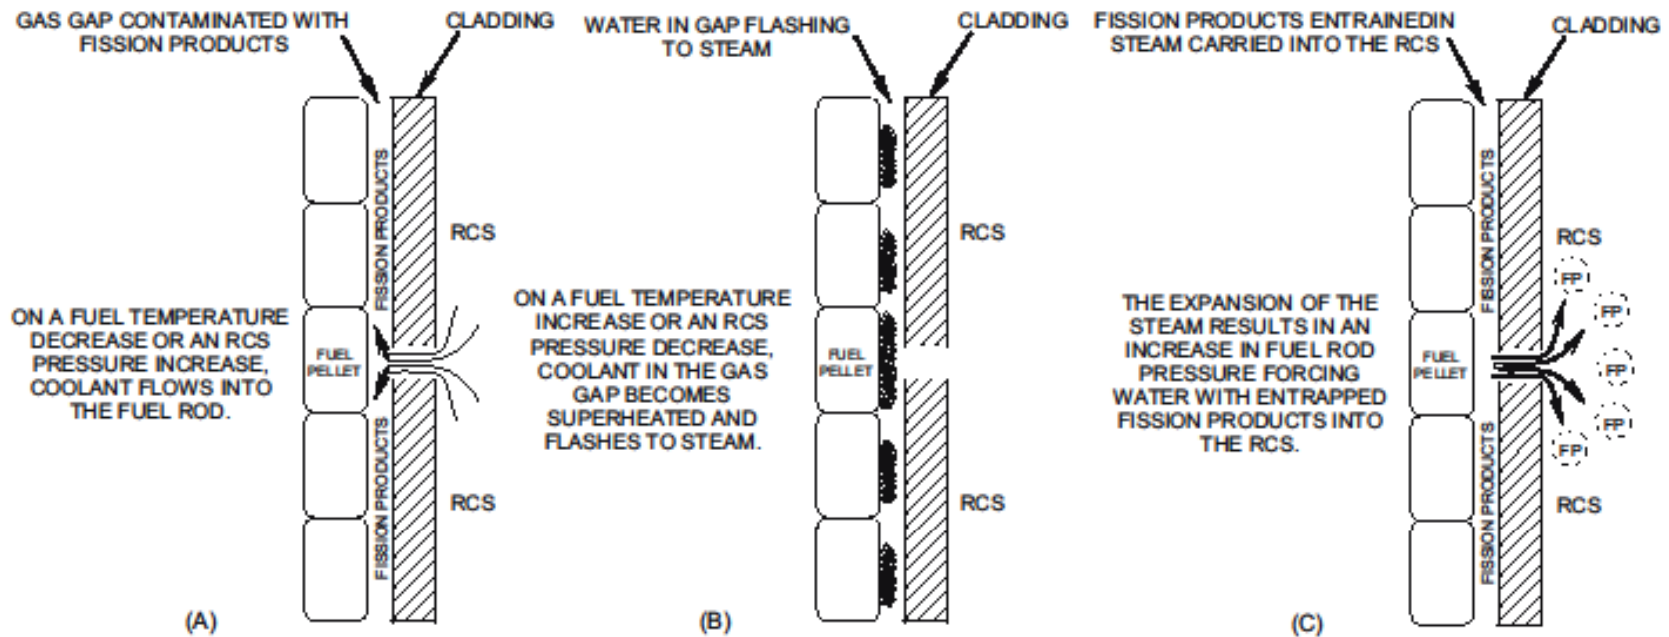 GAS GAP CONTAMINATED WITH
FISSION PRODUCTS
CLADDING
FISSION PRODUCTS
RCS
ON A FUEL TEMPERATURE
DECREASE OR AN RCS
PRESSURE INCREASE,
COOLANT FLOWS INTO
THE FUEL ROD.
FUEL
PELLET
FISSION PRODUCTS
RCS
(A)
WATER IN GAP FLASHING
TO STEAM
CLADDING
RCS
ON A FUEL TEMPERATURE
INCREASE OR AN RCS
PRESSURE DECREASE,
COOLANT IN THE GAS
GAP BECOMES
SUPERHEATED AND
FLASHES TO STEAM.
FUEL
PELLET
RCS
(B)
FISSION PRODUCTS ENTRAINEDIN
STEAM CARRIED INTO THE RCS
CLADDING
FISSION PRODUCTS
RCS
THE EXPANSION OF THE
STEAM RESULTS IN AN
INCREASE IN FUEL ROD
PRESSURE FORCING
WATER WITH ENTRAPPED
FISSION PRODUCTS INTO
THE RCS.
FUEL
PELLET
FP
FP
FP
FP
FP
FISSION PRODUCTS
RCS
(C)